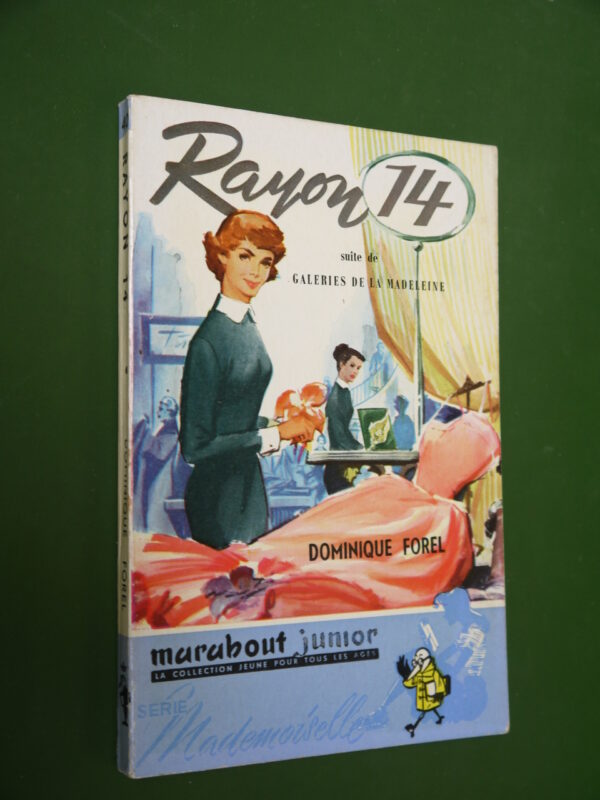 Rayon 14
suite de
GALERIES DE LA MADELEINE
DOMINIQUE FOREL
marabout junior
LA COLLECTION JEUNE POUR TOUS LES AGES
SÉRIE
Mademoiselle
RAYON 14
DOMINIQUE FOREL